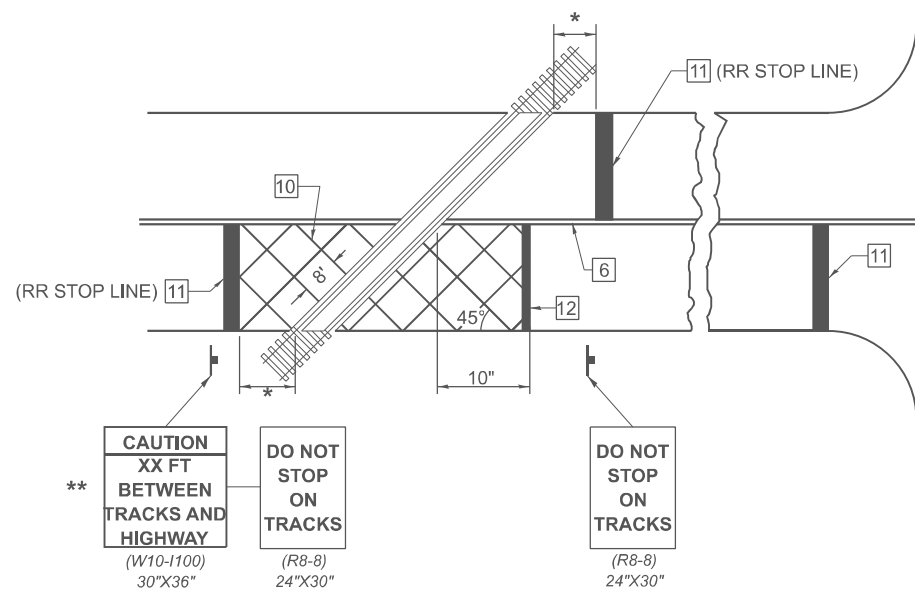 *
11 (RR STOP LINE)
10
8'
6
(RR STOP LINE) 11
11
12
45°
10"
*
**
CAUTION
XX FT
BETWEEN
TRACKS AND
HIGHWAY
(W10-I100)
30"X36"
DO NOT
STOP
ON
TRACKS
(R8-8)
24"X30"
DO NOT
STOP
ON
TRACKS
(R8-8)
24"X30"